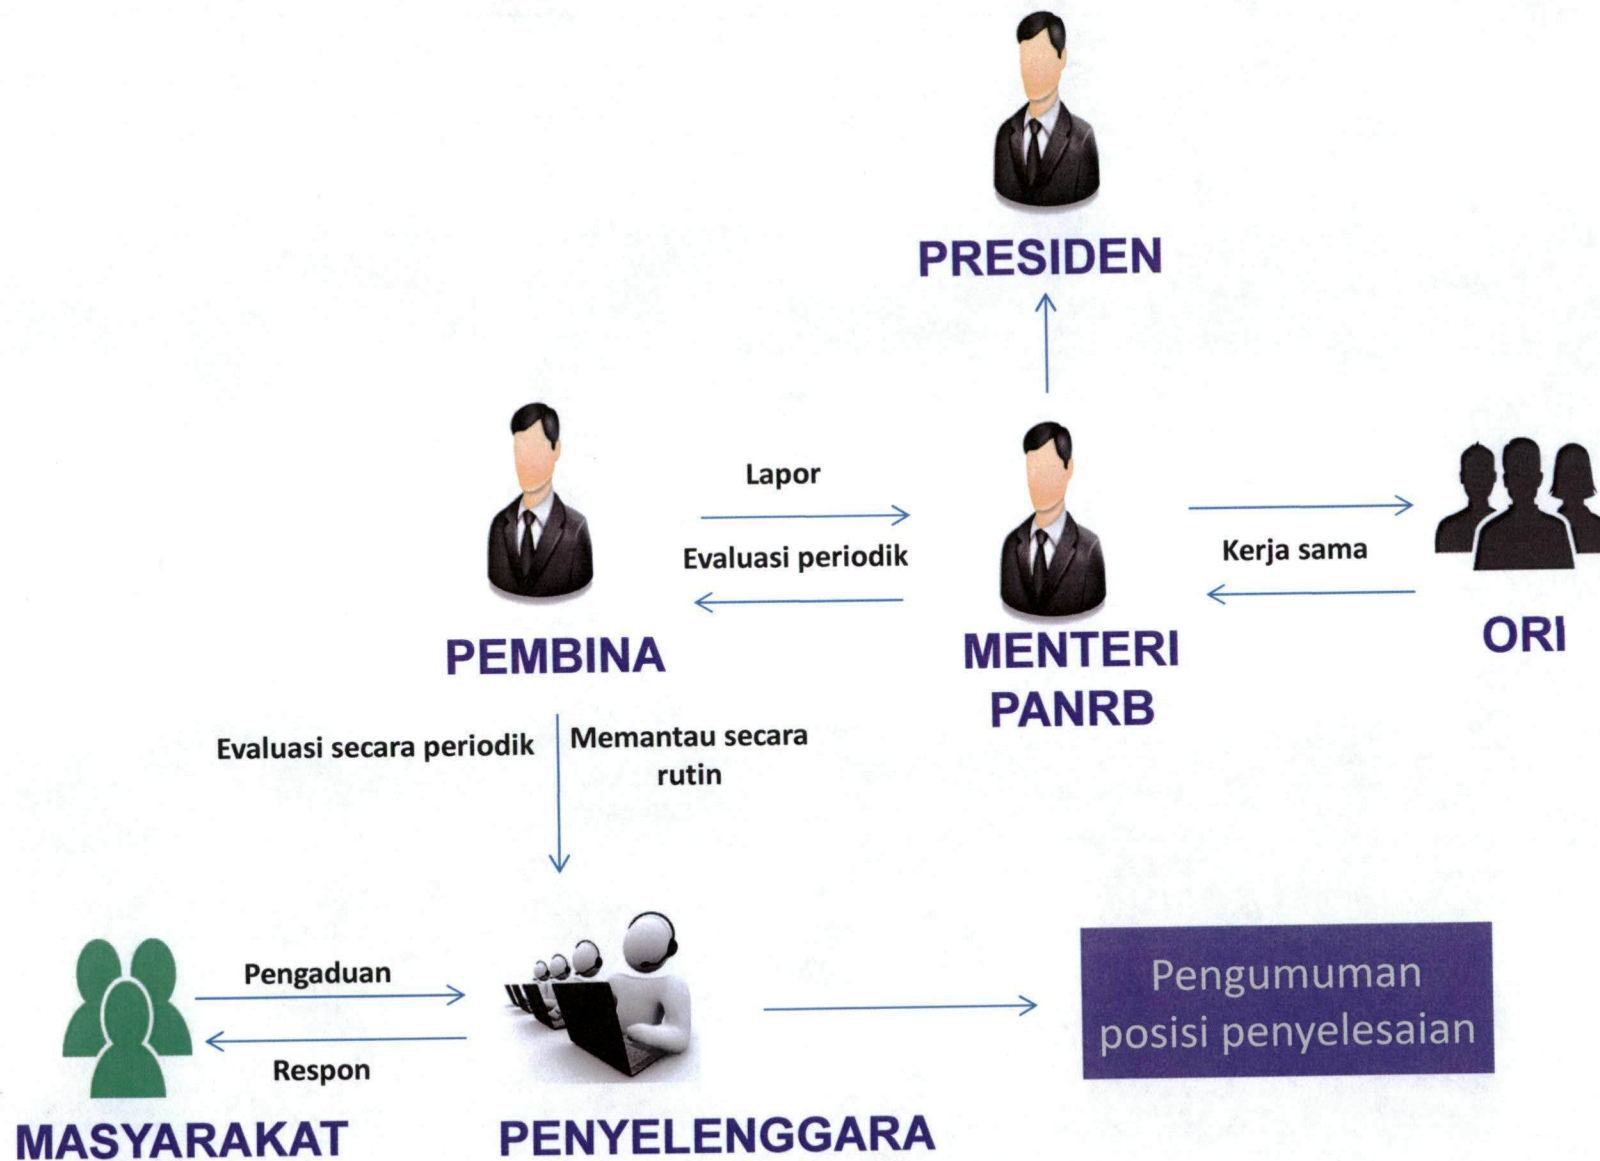 PRESIDEN
Lapor
Evaluasi periodik
Kerja sama
PEMBINA
MENTERI
PANRB
ORI
Evaluasi secara periodik
Memantau secara
rutin
Pengaduan
Respon
Pengumuman
posisi penyelesaian
MASYARAKAT
PENYELENGGARA